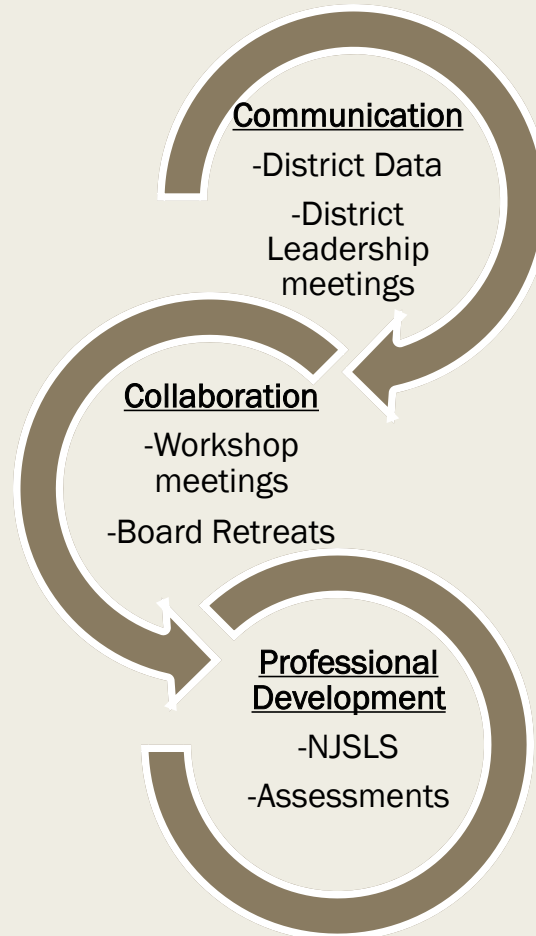 Communication
-District Data
-District
Leadership
meetings
Collaboration
-Workshop
meetings
-Board Retreats
Professional
Development
-NJSLS
-Assessments